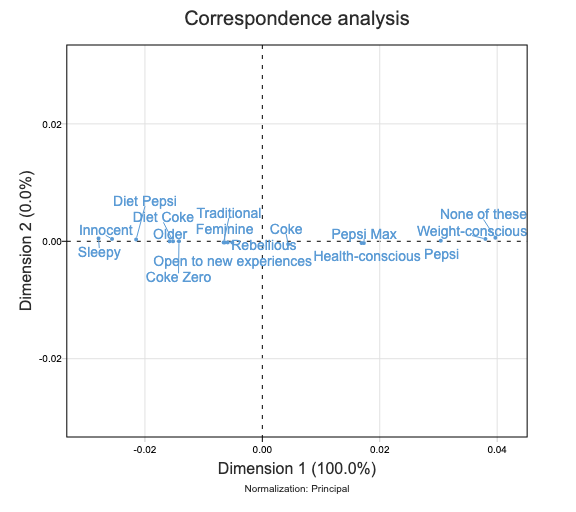 Correspondence analysis
Dimension 2 (0.0%)
0.02
0.00
-0.02
Diet Pepsi
Diet Coke
Traditional
None of these
Innocent
Older
Feminine
Coke
Pepsi Max
Weight-conscious
Sleepy
Rebellious
Open to new experiences
Health-conscious
Pepsi
Coke Zero
-0.02
0.00
0.02
0.04
Dimension 1 (100.0%)
Normalization: Principal